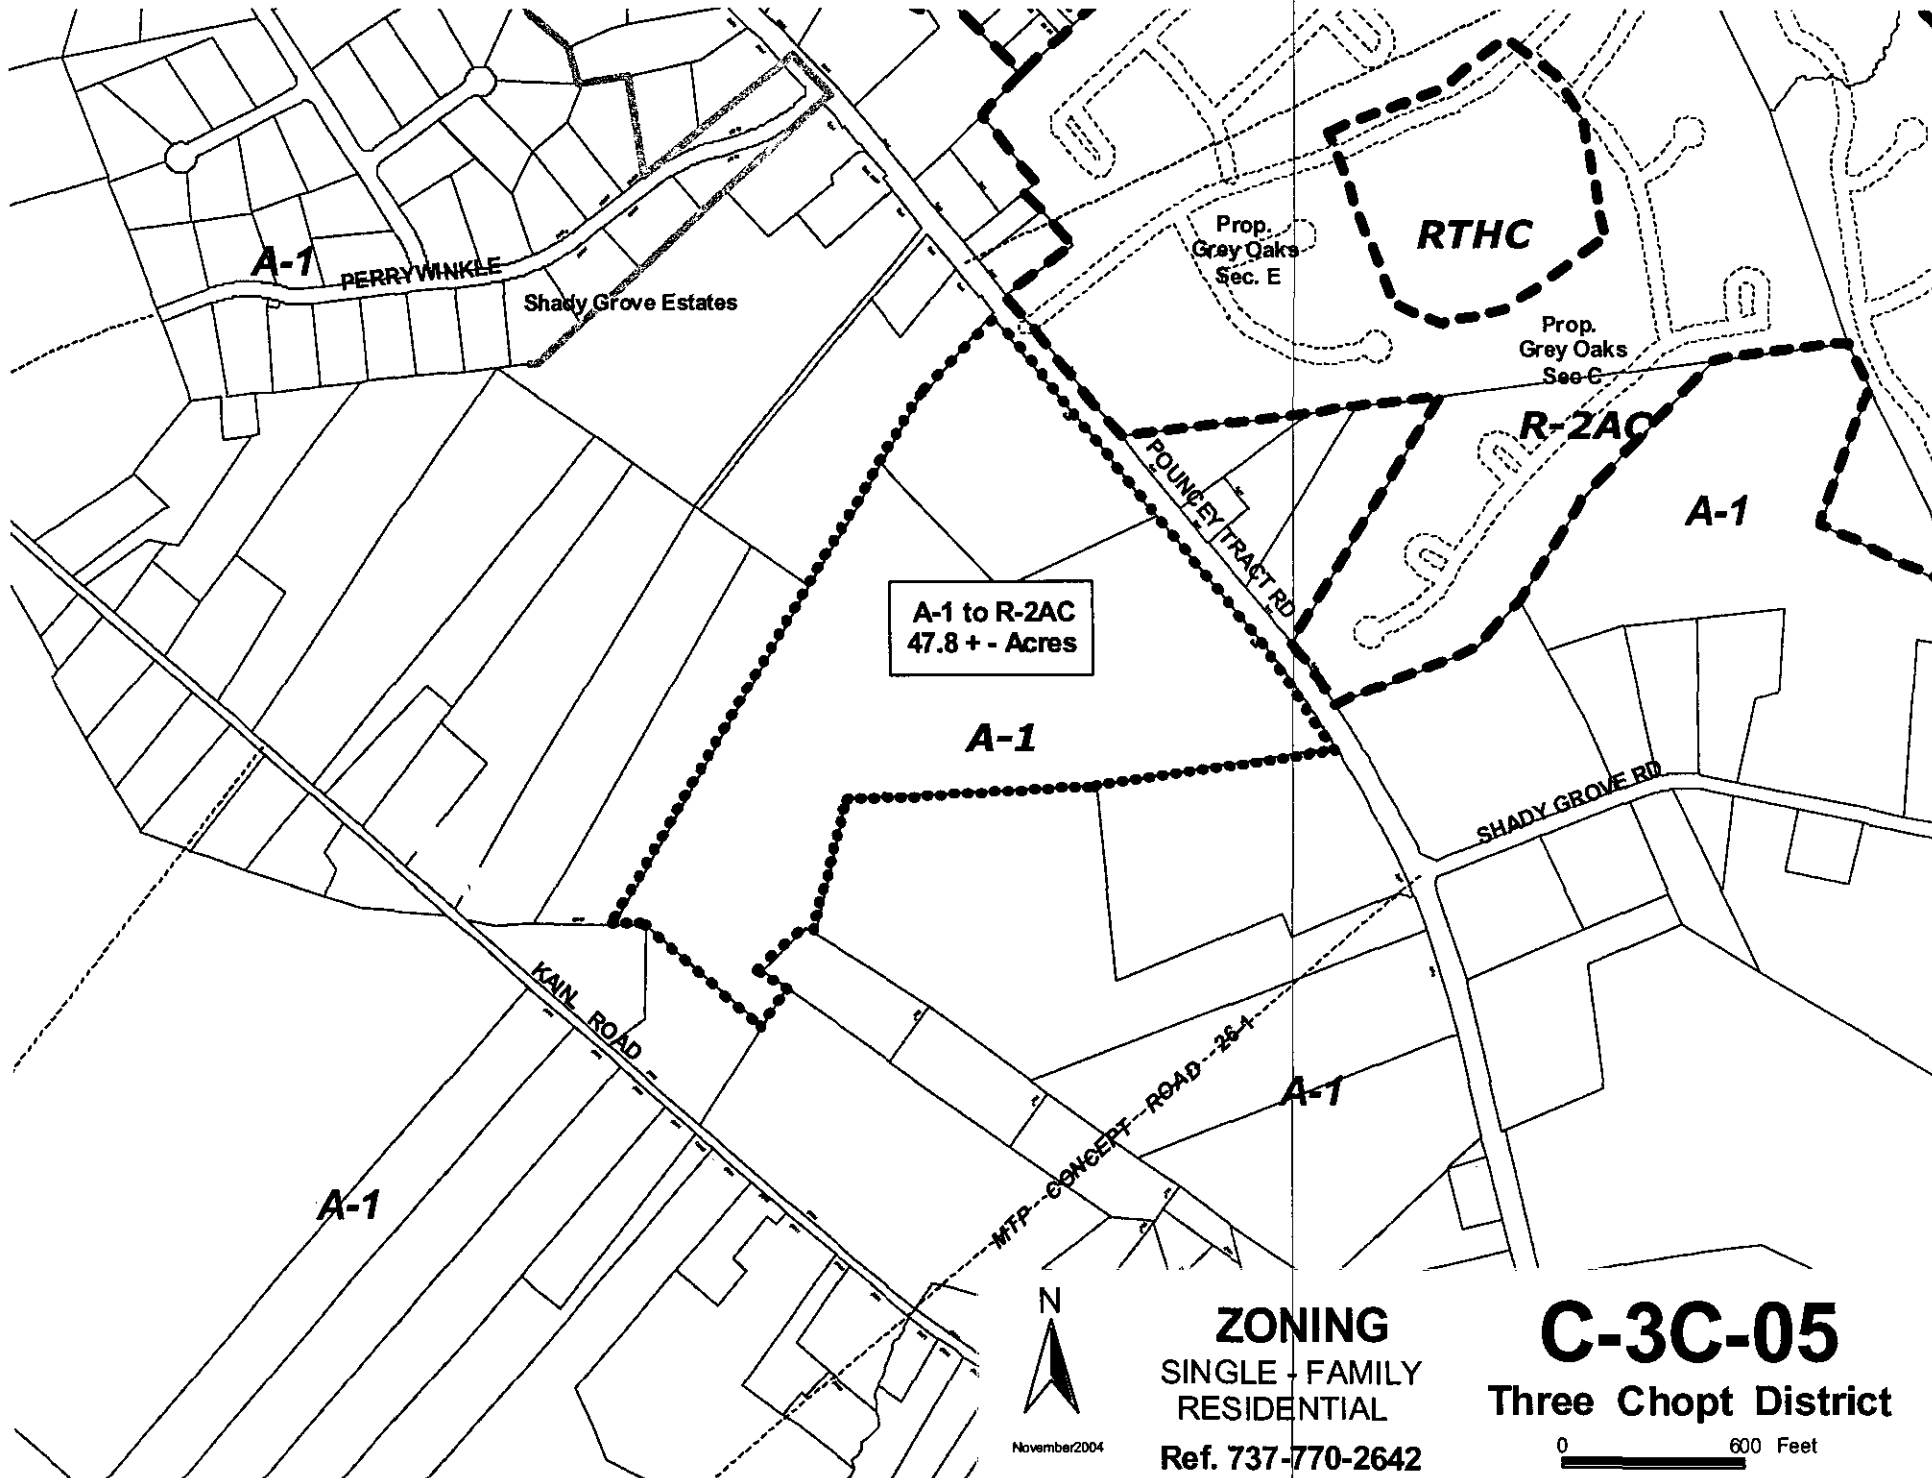 A-1
PERRYWINKLE
Shady Grove Estates
Prop.
Grey Oaks
Sec. E
RTHC
Prop.
Grey Oaks
Sec C
R-2AC
A-1
POUNCEY TRACT RD
A-1 to R-2AC
47.8 + - Acres
A-1
SHADY GROVE RD
KAIN ROAD
MTP CONCEPT ROAD 26-1
A-1
A-1
N
November2004
ZONING
SINGLE - FAMILY
RESIDENTIAL
Ref. 737-770-2642
C-3C-05
Three Chopt District
0 600 Feet